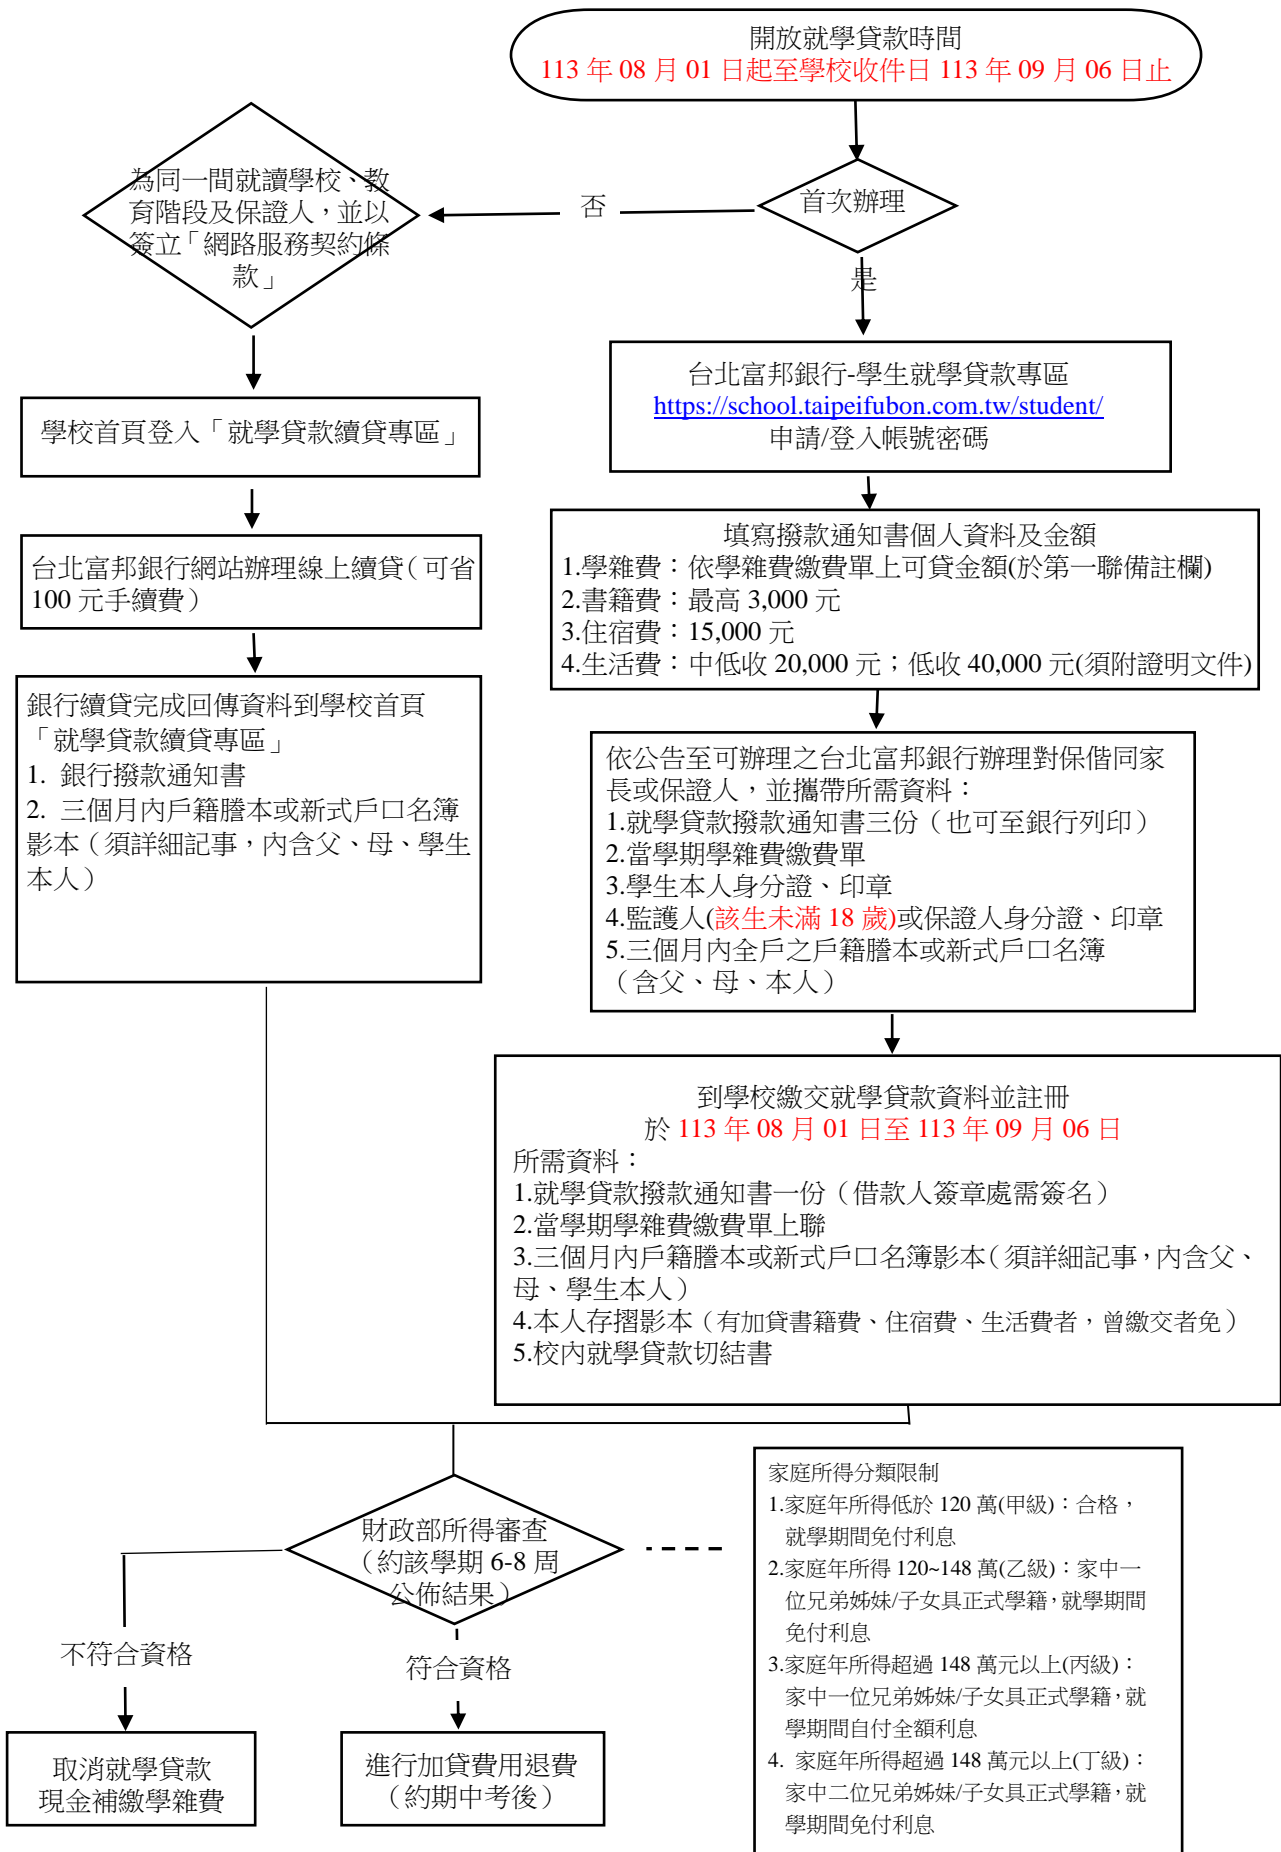 開放就學貸款時間
113 年 08 月 01 日起至學校收件日 113 年 09 月 06 日止
首次辦理
否
是
為同一間就讀學校、教
育階段及保證人，並以
簽立「網路服務契約條
款」
學校首頁登入「就學貸款續貸專區」
台北富邦銀行網站辦理線上續貸（可省
100 元手續費）
銀行續貸完成回傳資料到學校首頁
「就學貸款續貸專區」
1. 銀行撥款通知書
2. 三個月內戶籍謄本或新式戶口名簿
影本（須詳細記事，內含父、母、學生
本人）
台北富邦銀行-學生就學貸款專區
https://school.taipeifubon.com.tw/student/
申請/登入帳號密碼
填寫撥款通知書個人資料及金額
1.學雜費：依學雜費繳費單上可貸金額(於第一聯備註欄)
2.書籍費：最高 3,000 元
3.住宿費：15,000 元
4.生活費：中低收 20,000 元；低收 40,000 元(須附證明文件)
依公告至可辦理之台北富邦銀行辦理對保偕同家
長或保證人，並攜帶所需資料：
1.就學貸款撥款通知書三份（也可至銀行列印）
2.當學期學雜費繳費單
3.學生本人身分證、印章
4.監護人(該生未滿 18 歲)或保證人身分證、印章
5.三個月內全戶之戶籍謄本或新式戶口名簿
（含父、母、本人）
到學校繳交就學貸款資料並註冊
於 113 年 08 月 01 日至 113 年 09 月 06 日
所需資料：
1.就學貸款撥款通知書一份（借款人簽章處需簽名）
2.當學期學雜費繳費單上聯
3.三個月內戶籍謄本或新式戶口名簿影本（須詳細記事，內含父、
母、學生本人）
4.本人存摺影本（有加貸書籍費、住宿費、生活費者，曾繳交者免）
5.校內就學貸款切結書
財政部所得審查
（約該學期 6-8 周
公佈結果）
不符合資格
符合資格
取消就學貸款
現金補繳學雜費
進行加貸費用退費
（約期中考後）
家庭所得分類限制
1.家庭年所得低於 120 萬(甲級)：合格，
就學期間免付利息
2.家庭年所得 120~148 萬(乙級)：家中一
位兄弟姊妹/子女具正式學籍，就學期間
免付利息
3.家庭年所得超過 148 萬元以上(丙級)：
家中一位兄弟姊妹/子女具正式學籍，就
學期間自付全額利息
4. 家庭年所得超過 148 萬元以上(丁級)：
家中二位兄弟姊妹/子女具正式學籍，就
學期間免付利息